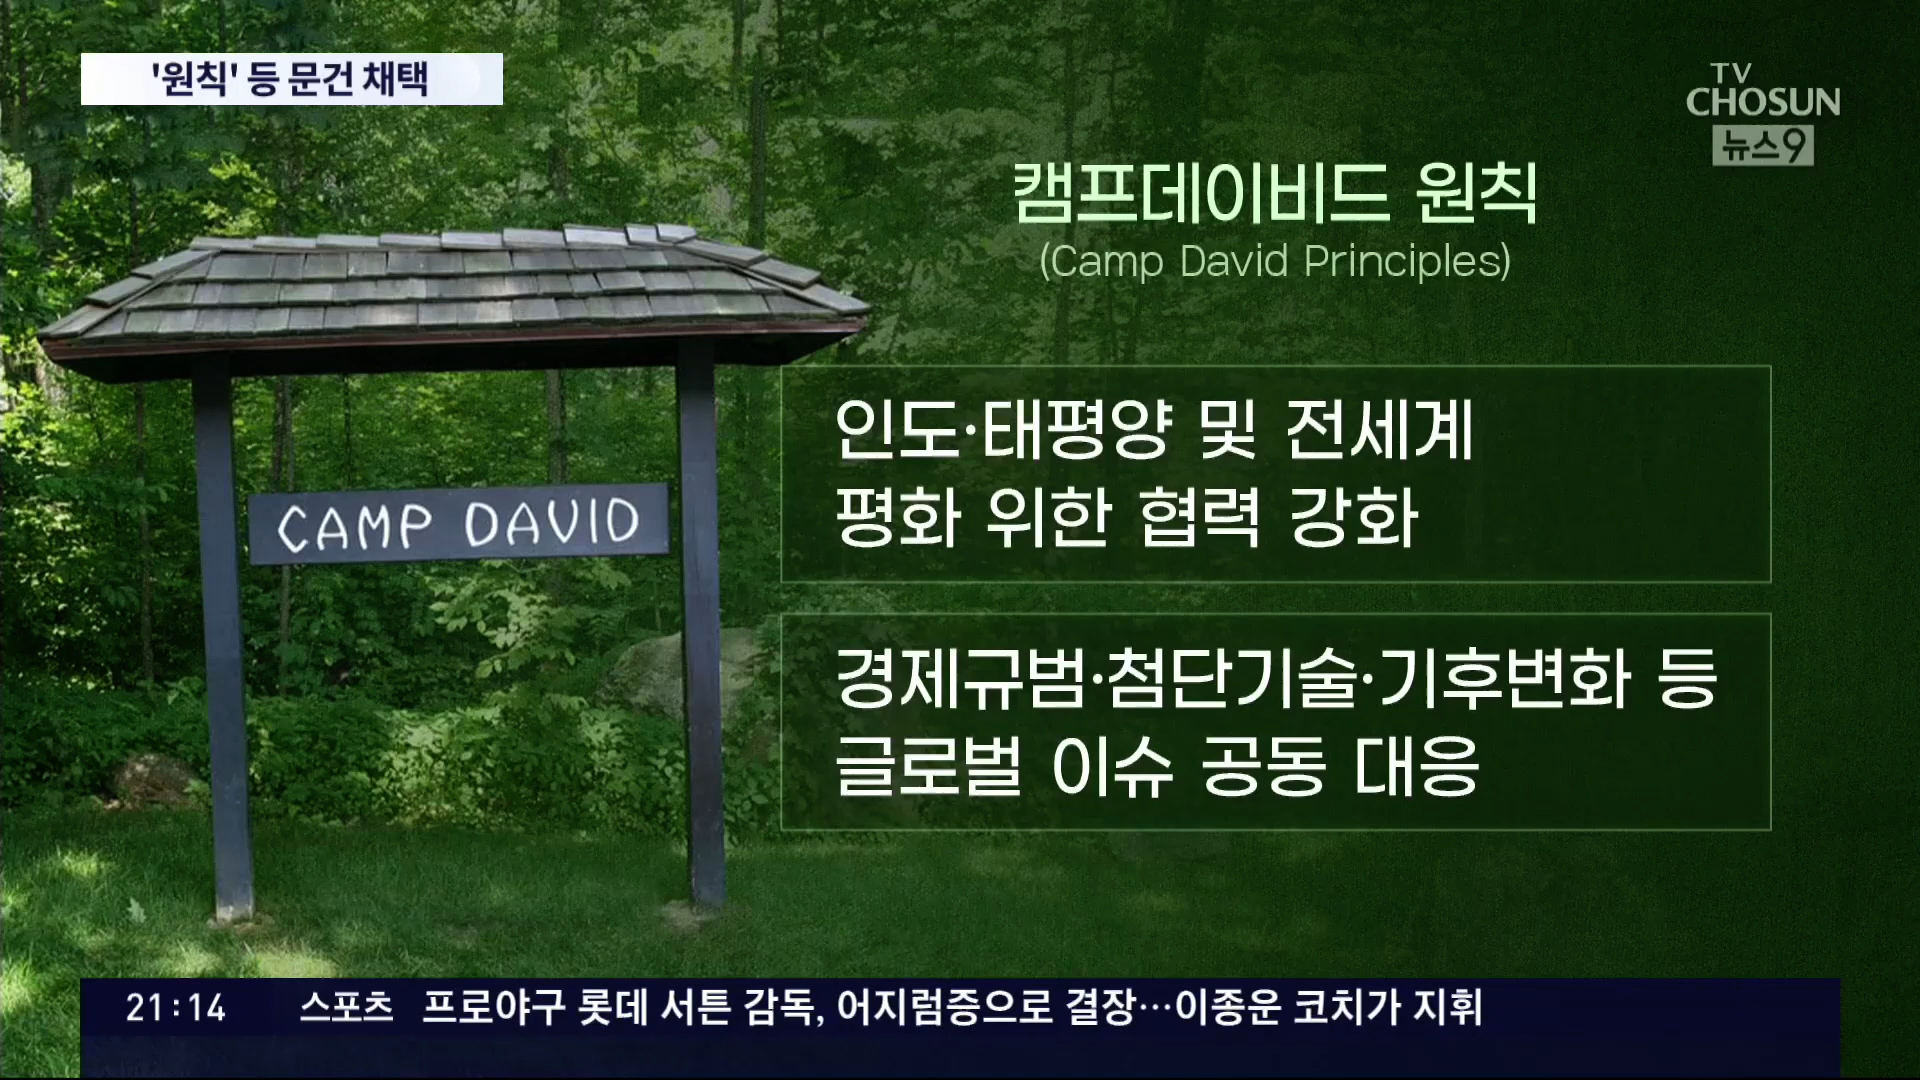 '원칙' 등 문건 채택
TV
CHOSUN
뉴스9
캠프데이비드 원칙
(Camp David Principles)
인도·태평양 및 전세계
평화 위한 협력 강화
CAMP DAVID
경제규범·첨단기술·기후변화 등
글로벌 이슈 공동 대응
21:14 스포츠 프로야구 롯데 서튼 감독, 어지럼증으로 결장…이종운 코치가 지휘